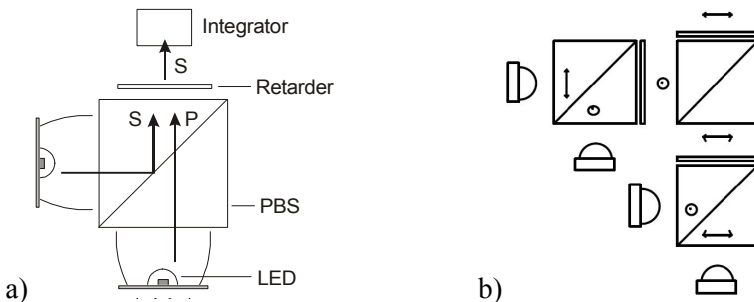 Integrator
S
Retarder
S P
PBS
LED
a)
b)